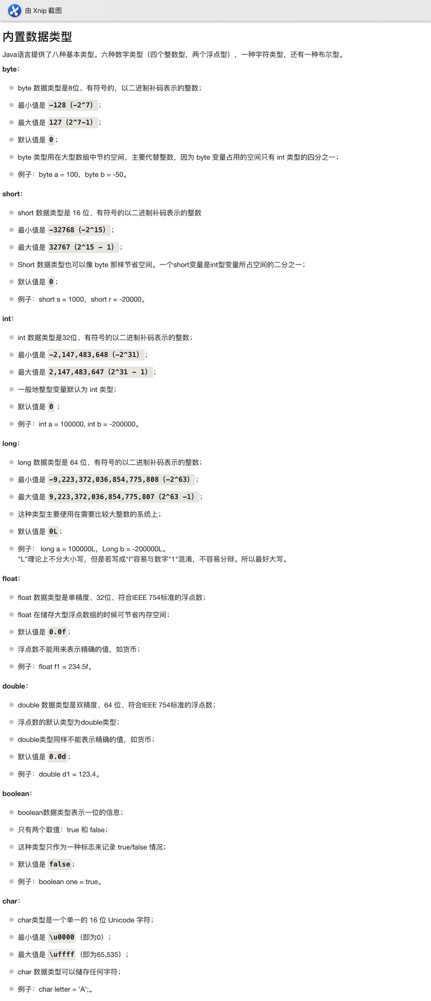 由 Xnip 截图
内置数据类型
Java语言提供了八种基本类型。六种数字类型（四个整数型，两个浮点型），一种字符类型，还有一种布尔型。
byte：
byte 数据类型是8位、有符号的，以二进制补码表示的整数；
最小值是 -128（-2^7）；
最大值是 127（2^7-1）；
默认值是 0；
byte 类型用在大型数组中节约空间，主要代替整数，因为 byte 变量占用的空间只有 int 类型的四分之一；
例子：byte a = 100，byte b = -50。
short：
short 数据类型是 16 位、有符号的以二进制补码表示的整数
最小值是 -32768（-2^15）；
最大值是 32767（2^15 - 1）；
Short 数据类型也可以像 byte 那样节省空间。一个short变量是int型变量所占空间的二分之一；
默认值是 0；
例子：short s = 1000，short r = -20000。
int：
int 数据类型是32位、有符号的以二进制补码表示的整数；
最小值是 -2,147,483,648（-2^31）；
最大值是 2,147,483,647（2^31 - 1）；
一般地整型变量默认为 int 类型；
默认值是 0 ；
例子：int a = 100000, int b = -200000。
long：
long 数据类型是 64 位、有符号的以二进制补码表示的整数；
最小值是 -9,223,372,036,854,775,808（-2^63）；
最大值是 9,223,372,036,854,775,807（2^63 -1）；
这种类型主要使用在需要比较大整数的系统上；
默认值是 0L；
例子： long a = 100000L，Long b = -200000L。
"L"理论上不分大小写，但是若写成"l"容易与数字"1"混淆，不容易分辩。所以最好大写。
float：
float 数据类型是单精度、32位、符合IEEE 754标准的浮点数；
float 在储存大型浮点数组的时候可节省内存空间；
默认值是 0.0f；
浮点数不能用来表示精确的值，如货币；
例子：float f1 = 234.5f。
double：
double 数据类型是双精度、64 位、符合IEEE 754标准的浮点数；
浮点数的默认类型为double类型；
double类型同样不能表示精确的值，如货币；
默认值是 0.0d；
例子：double d1 = 123.4。
boolean：
boolean数据类型表示一位的信息；
只有两个取值：true 和 false；
这种类型只作为一种标志来记录 true/false 情况；
默认值是 false；
例子：boolean one = true。
char：
char类型是一个单一的 16 位 Unicode 字符；
最小值是 \u0000（即为0）；
最大值是 \uffff（即为65,535）；
char 数据类型可以储存任何字符；
例子：char letter = 'A';。